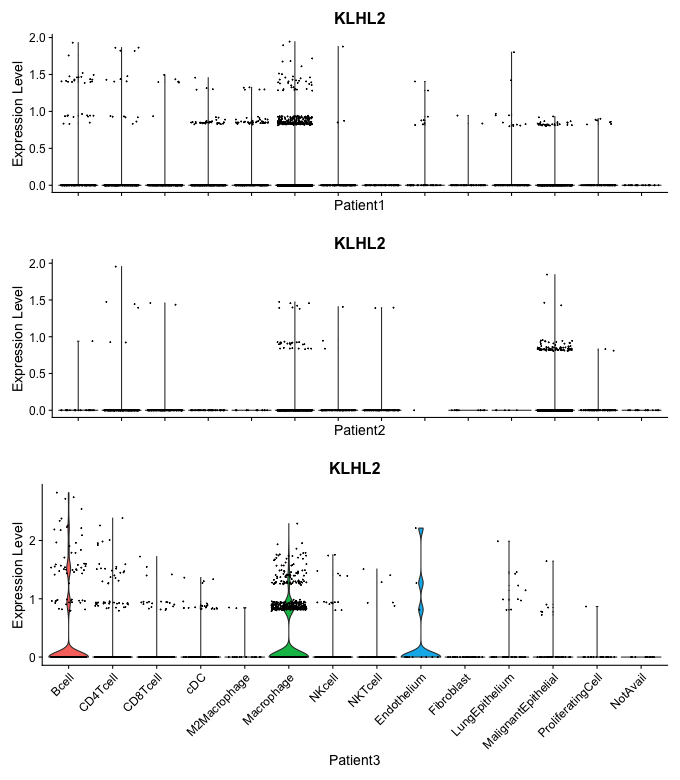 KLHL2
Expression Level
2.0
1.5
1.0
0.5
0.0
Patient1
KLHL2
Expression Level
2.0
1.5
1.0
0.5
0.0
Patient2
KLHL2
Expression Level
2
1
0
Bcell
CD4Tcell
CD8Tcell
cDC
M2Macrophage
Macrophage
NKcell
NKTcell
Endothelium
Fibroblast
LungEpithelium
MalignantEpithelial
ProliferatingCell
NotAvail
Patient3